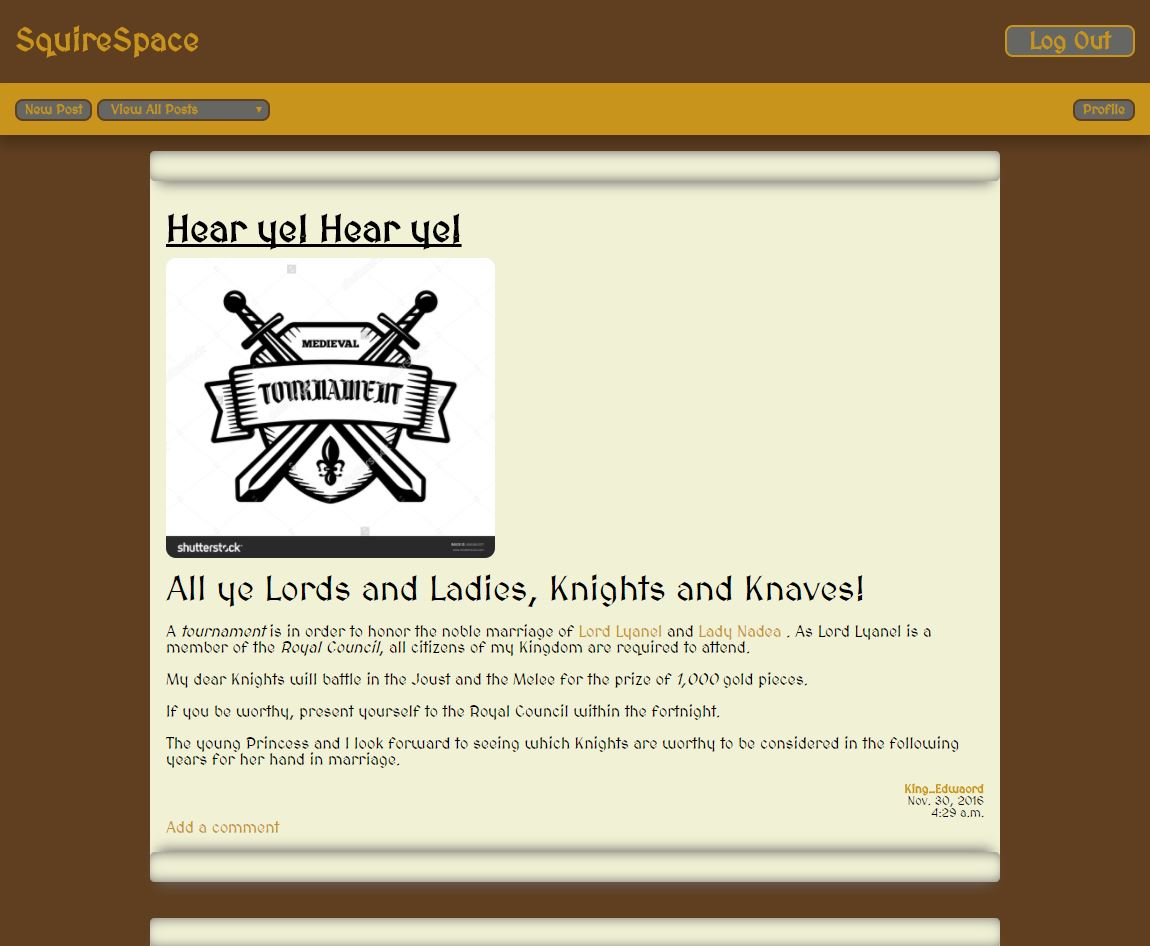 SquireSpace
Log Out
New Post
View All Posts
Profile
Hear ye! Hear ye!
MEDIEVAL
TOURNAMENT
shutterstock
All ye Lords and Ladies, Knights and Knaves!
A tournament is in order to honor the noble marriage of Lord Lyanel and Lady Nadea . As Lord Lyanel is a
member of the Royal Council, all citizens of my Kingdom are required to attend.
My dear Knights will battle in the Joust and the Melee for the prize of 1,000 gold pieces.
If you be worthy, present yourself to the Royal Council within the fortnight.
The young Princess and I look forward to seeing which Knights are worthy to be considered in the following
years for her hand in marriage.
King_Edwaord
Nov. 30, 2016
4:29 a.m.
Add a comment